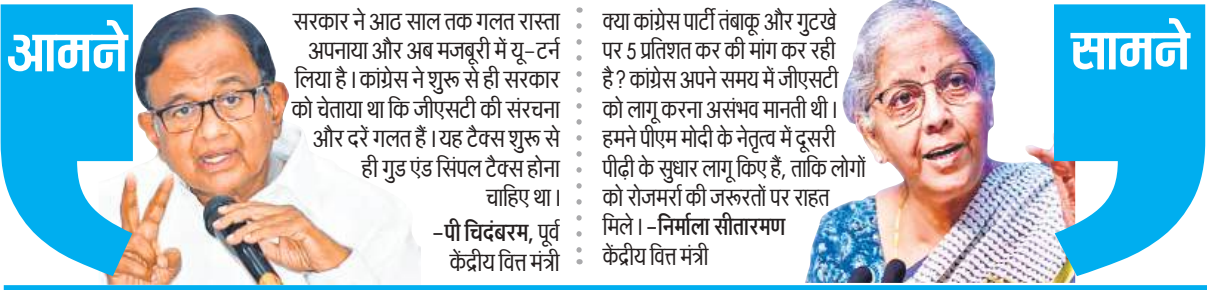 आमने
सरकार ने आठ साल तक गलत रास्ता
अपनाया और अब मजबूरी में यू-टर्न
लिया है। कांग्रेस ने शुरू से ही सरकार
को चेताया था कि जीएसटी की संरचना
और दरें गलत हैं। यह टैक्स शुरू से
ही गुड एंड सिंपल टैक्स होना
चाहिए था।
-पी चिदंबरम, पूर्व
केंद्रीय वित्त मंत्री
क्या कांग्रेस पार्टी तंबाकू और गुटखे
पर 5 प्रतिशत कर की मांग कर रही
है? कांग्रेस अपने समय में जीएसटी
को लागू करना असंभव मानती थी।
हमने पीएम मोदी के नेतृत्व में दूसरी
पीढ़ी के सुधार लागू किए हैं, ताकि लोगों
को रोजमर्रा की जरूरतों पर राहत
मिले। -निर्मला सीतारमण
केंद्रीय वित्त मंत्री
सामने